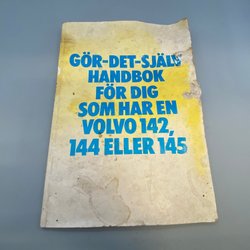 GÖR-DET-SJÄLV
HANDBOK
FÖR DIG
SOM HAR EN
VOLVO 142,
144 ELLER 145